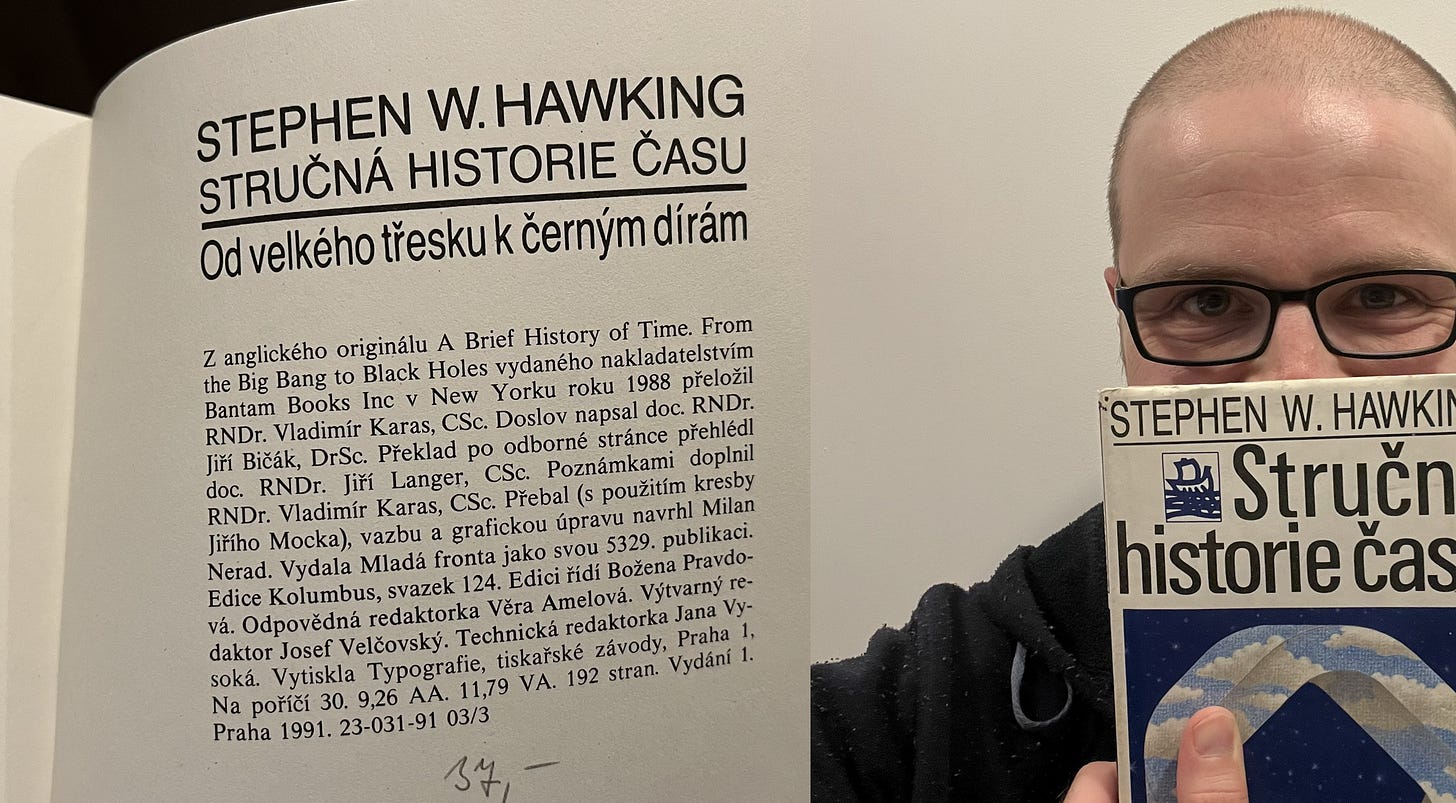 STEPHEN W. HAWKING
STRUČNÁ HISTORIE ČASU
Od velkého třesku k černým dírám
Z anglického originálu A Brief History of Time. From
the Big Bang to Black Holes vydaného nakladatelstvím
Bantam Books Inc v New Yorku roku 1988 přeložil
RNDr. Vladimír Karas, CSc. Doslov napsal doc. RNDr.
Jiří Bičák, DrSc. Překlad po odborné stránce přehlédl
doc. RNDr. Jiří Langer, CSc. Poznámkami doplnil
RNDr. Vladimír Karas, CSc. Přebal (s použitím kresby
Jiřího Mocka), vazbu a grafickou úpravu navrhl Milan
Nerad. Vydala Mladá fronta jako svou 5329. publikaci.
Edice Kolumbus, svazek 124. Edici řídí Božena Pravdo-
vá. Odpovědná redaktorka Věra Amelová. Výtvarný re-
daktor Josef Velčovský. Technická redaktorka Jana Vy-
soká. Vytiskla Typografie, tiskařské závody, Praha 1,
Na poříčí 30. 9,26 AA. 11,79 VA. 192 stran. Vydání 1.
Praha 1991. 23-031-91 03/3
37,—
STEPHEN W. HAWKIN
Stručn
historie čas